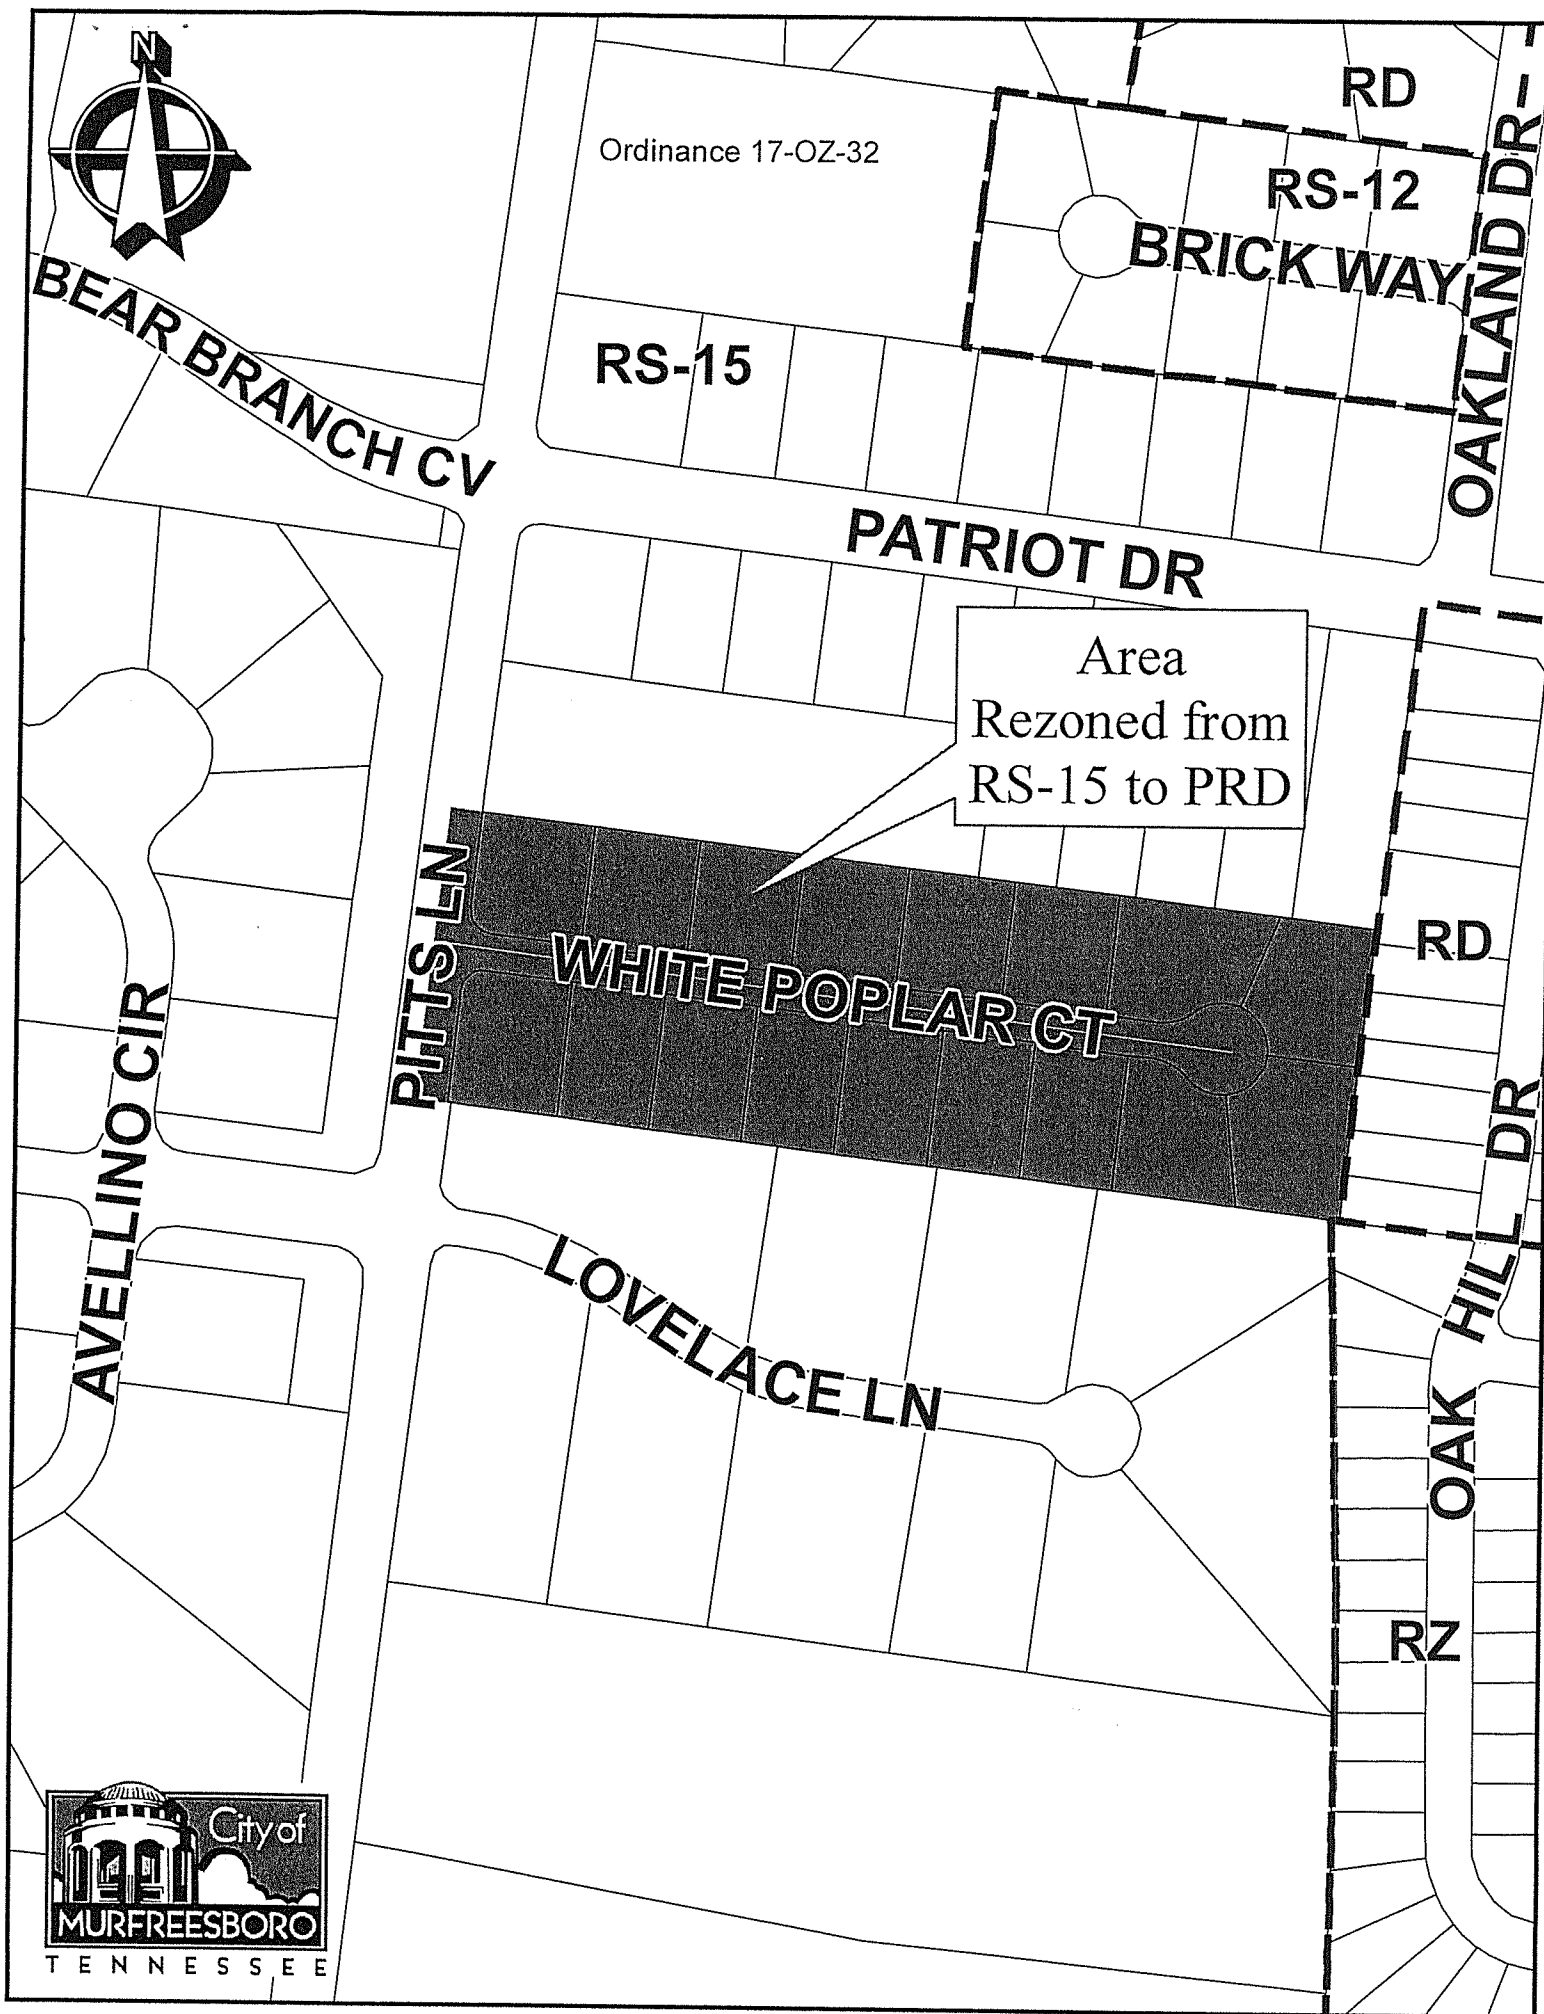 N
RD
Ordinance 17-OZ-32
RS-12
BRICK WAY
OAKLAND DR
BEAR BRANCH CV
RS-15
PATRIOT DR
Area
Rezoned from
RS-15 to PRD
PITTS LN
WHITE POPLAR CT
RD
AVELLINO CIR
OAK HILL DR
LOVELACE LN
RZ
City of
MURFREESBORO
TENNESSEE